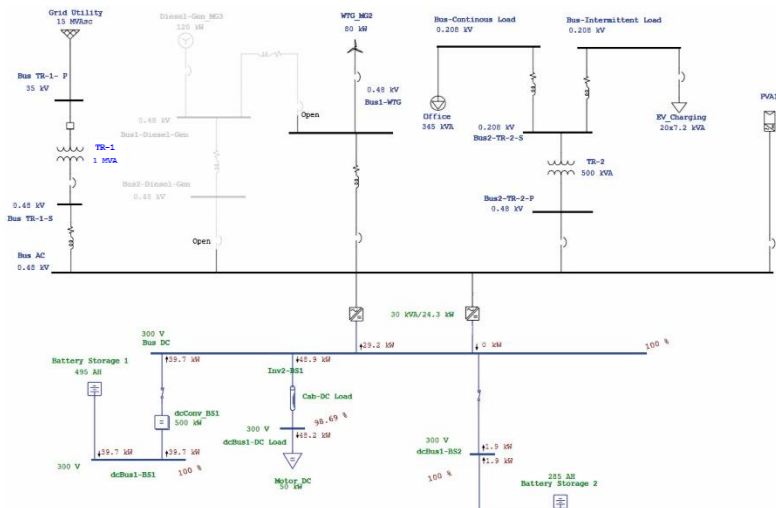 Grid Utility
15 MVAsc
Bus TR-1- P
35 kV
TR-1
1 MVA
0.48 kV
Bus TR-1-S
Bus AC
0.48 kV
Diesel-Gen_MG3
120 kW
0.48 kV
Bus1-Diesel-Gen
Bus2-Diesel-Gen
0.48 kV
Open
Open
WTG_MG2
80 kW
0.48 kV
Bus1-WTG
Bus-Continous Load
0.208 kV
Office
345 kVA
Bus-Intermittent Load
0.208 kV
EV_Charging
20x7.2 kVA
0.208 kV
Bus2-TR-2-S
TR-2
500 kVA
Bus2-TR-2-P
0.48 kV
PVA1
30 kVA/24.3 kW
300 V
Bus DC
29.2 kW
0 kW
100 %
Battery Storage 1
495 AH
39.7 kW
dcConv_BS1
500 kW
39.7 kW
39.7 kW
300 V
dcBus1-BS1
100 %
48.9 kW
Inv2-BS1
Cab-DC Load
98.69 %
300 V
48.2 kW
dcBus1-DC Load
Motor_DC
50 kW
300 V
dcBus1-BS2
1.9 kW
1.9 kW
100 %
285 AH
Battery Storage 2